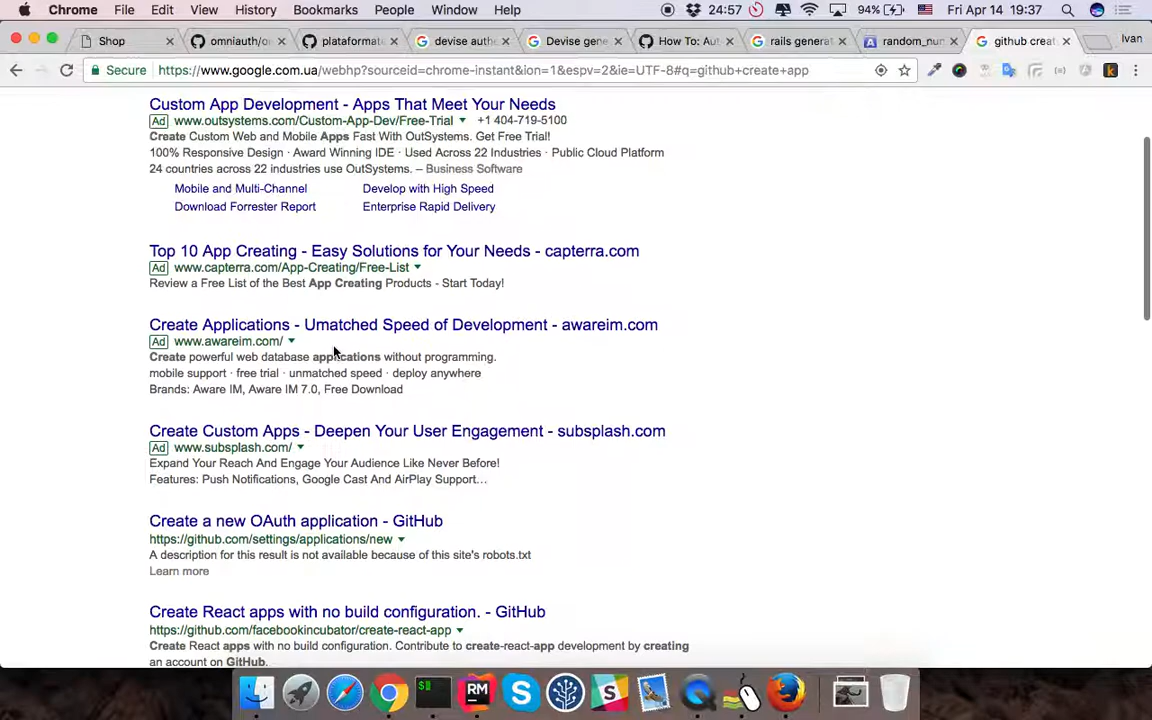 Chrome File Edit View History Bookmarks People Window Help 24:57 94% Fri Apr 14 19:37
Shop
omniauth/o
plataformate
devise authe
Devise gene
How To: Aut
rails generat
random_nur
github creat
Ivan
Secure https://www.google.com.ua/webhp?sourceid=chrome-instant&ion=1&espv=2&ie=UTF-8#q=github+create+app
Custom App Development - Apps That Meet Your Needs
Ad www.outsystems.com/Custom-App-Dev/Free-Trial +1 404-719-5100
Create Custom Web and Mobile Apps Fast With OutSystems. Get Free Trial!
100% Responsive Design · Award Winning IDE · Used Across 22 Industries · Public Cloud Platform
24 countries across 22 industries use OutSystems. – Business Software
Mobile and Multi-Channel Develop with High Speed
Download Forrester Report Enterprise Rapid Delivery
Top 10 App Creating - Easy Solutions for Your Needs - capterra.com
Ad www.capterra.com/App-Creating/Free-List
Review a Free List of the Best App Creating Products - Start Today!
Create Applications - Umatched Speed of Development - awareim.com
Ad www.awareim.com/
Create powerful web database applications without programming.
mobile support · free trial · unmatched speed · deploy anywhere
Brands: Aware IM, Aware IM 7.0, Free Download
Create Custom Apps - Deepen Your User Engagement - subsplash.com
Ad www.subsplash.com/
Expand Your Reach And Engage Your Audience Like Never Before!
Features: Push Notifications, Google Cast And AirPlay Support…
Create a new OAuth application - GitHub
https://github.com/settings/applications/new
A description for this result is not available because of this site's robots.txt
Learn more
Create React apps with no build configuration. - GitHub
https://github.com/facebookincubator/create-react-app
Create React apps with no build configuration. Contribute to create-react-app development by creating
an account on GitHub.
RM